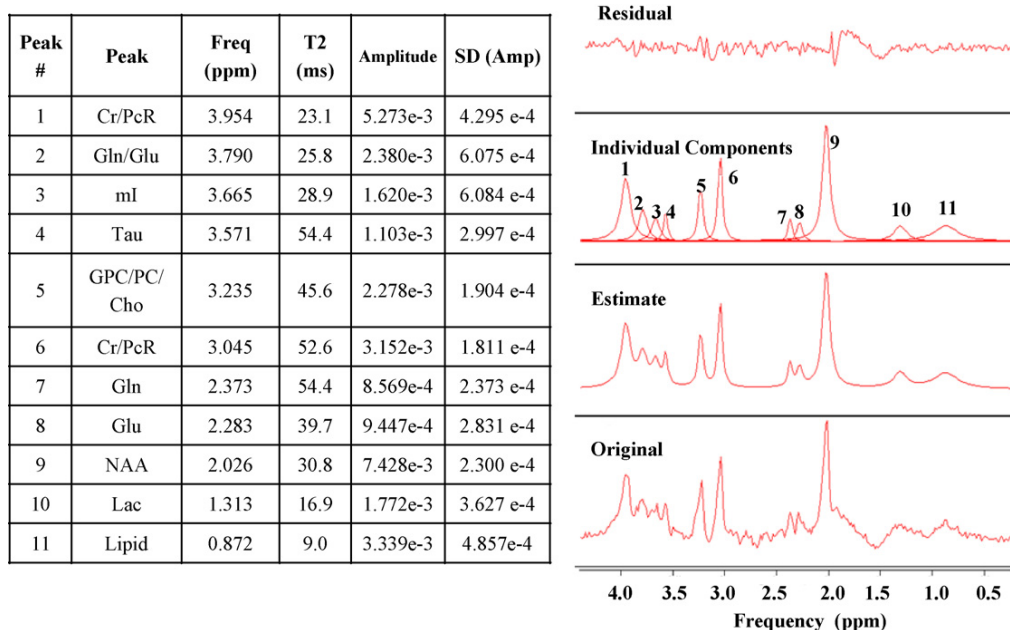 Peak # Peak Freq (ppm) T2 (ms) Amplitude SD (Amp)
1 Cr/PcR 3.954 23.1 5.273e-3 4.295 e-4
2 Gln/Glu 3.790 25.8 2.380e-3 6.075 e-4
3 mI 3.665 28.9 1.620e-3 6.084 e-4
4 Tau 3.571 54.4 1.103e-3 2.997 e-4
5 GPC/PC/ Cho 3.235 45.6 2.278e-3 1.904 e-4
6 Cr/PcR 3.045 52.6 3.152e-3 1.811 e-4
7 Gln 2.373 54.4 8.569e-4 2.373 e-4
8 Glu 2.283 39.7 9.447e-4 2.831 e-4
9 NAA 2.026 30.8 7.428e-3 2.300 e-4
10 Lac 1.313 16.9 1.772e-3 3.627 e-4
11 Lipid 0.872 9.0 3.339e-3 4.857e-4
Residual
Individual Components
1 2 3 4 5 6 7 8 9 10 11
Estimate
Original
4.0 3.5 3.0 2.5 2.0 1.5 1.0 0.5
Frequency (ppm)